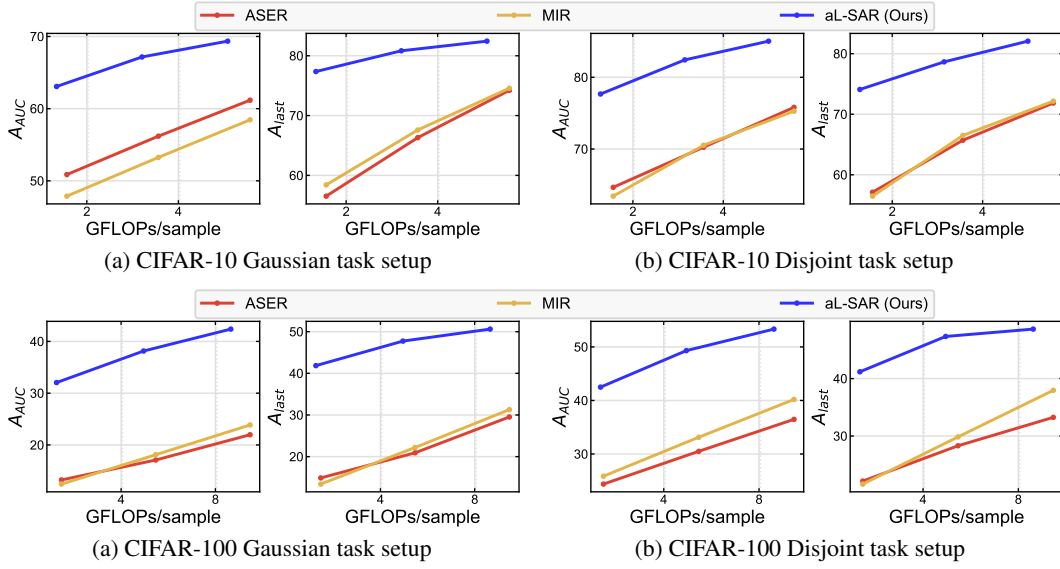 ASER MIR aL-SAR (Ours)
A_AUC
70
60
50
2 4
GFLOPs/sample
A_last
80
70
60
2 4
GFLOPs/sample
(a) CIFAR-10 Gaussian task setup
A_AUC
80
70
2 4
GFLOPs/sample
A_last
80
70
60
2 4
GFLOPs/sample
(b) CIFAR-10 Disjoint task setup
ASER MIR aL-SAR (Ours)
A_AUC
40
30
20
4 8
GFLOPs/sample
A_last
50
40
30
20
4 8
GFLOPs/sample
(a) CIFAR-100 Gaussian task setup
A_AUC
50
40
30
4 8
GFLOPs/sample
A_last
40
30
4 8
GFLOPs/sample
(b) CIFAR-100 Disjoint task setup